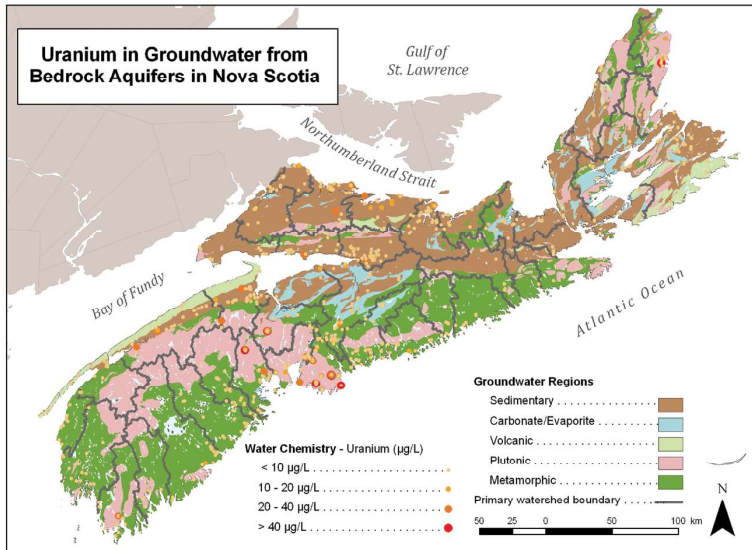 Uranium in Groundwater from
Bedrock Aquifers in Nova Scotia
Gulf of
St. Lawrence
Northumberland Strait
Bay of Fundy
Atlantic Ocean
Groundwater Regions
Sedimentary
Carbonate/Evaporite
Volcanic
Plutonic
Metamorphic
Primary watershed boundary
Water Chemistry - Uranium (µg/L)
< 10 µg/L
10 - 20 µg/L
20 - 40 µg/L
> 40 µg/L
N
50 25 0 50 100 km